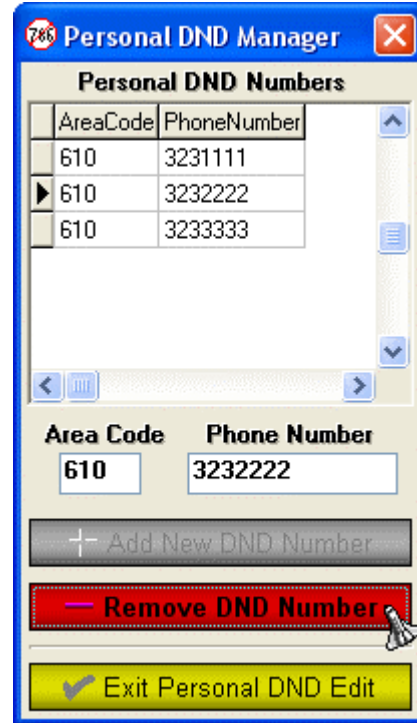 786 Personal DND Manager
Personal DND Numbers
AreaCode PhoneNumber
610 3231111
610 3232222
610 3233333
Area Code Phone Number
610 3232222
Add New DND Number
Remove DND Number
Exit Personal DND Edit